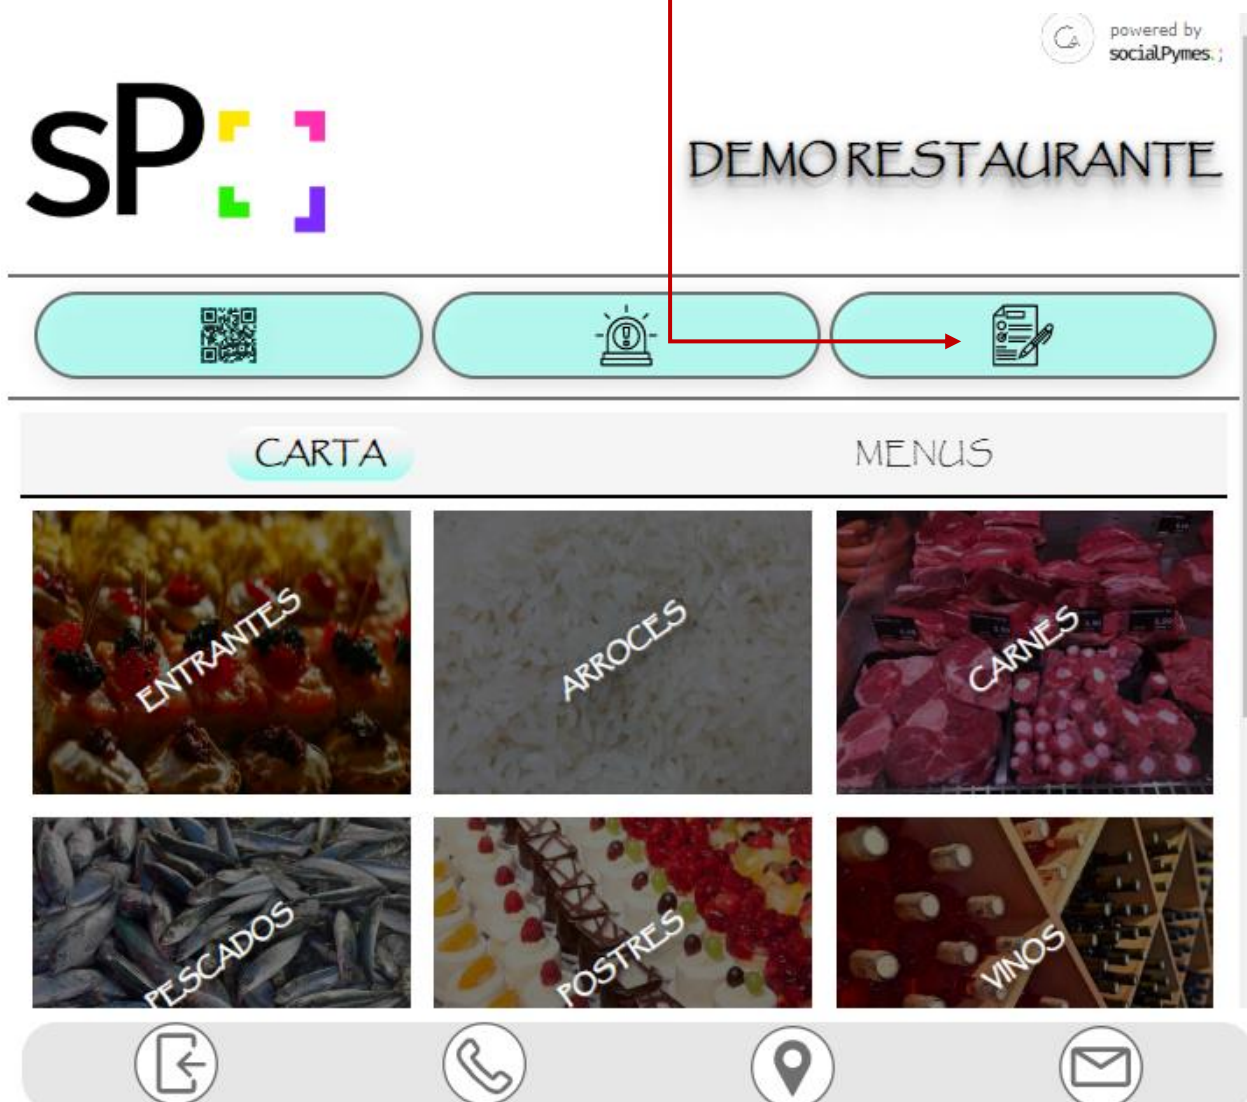 powered by
socialPymes.;
sP
DEMO RESTAURANTE
CARTA
MENUS
ENTRANTES
ARROCES
CARNES
PESCADOS
POSTRES
VINOS